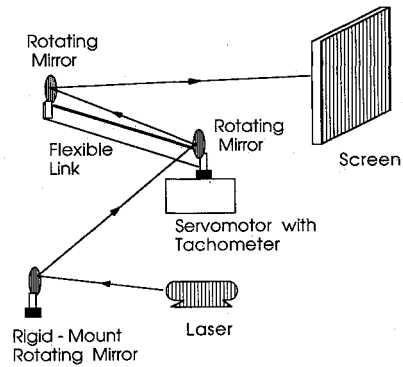 Rotating
Mirror
Rotating
Mirror
Flexible
Link
Screen
Servomotor with
Tachometer
Laser
Rigid - Mount
Rotating Mirror